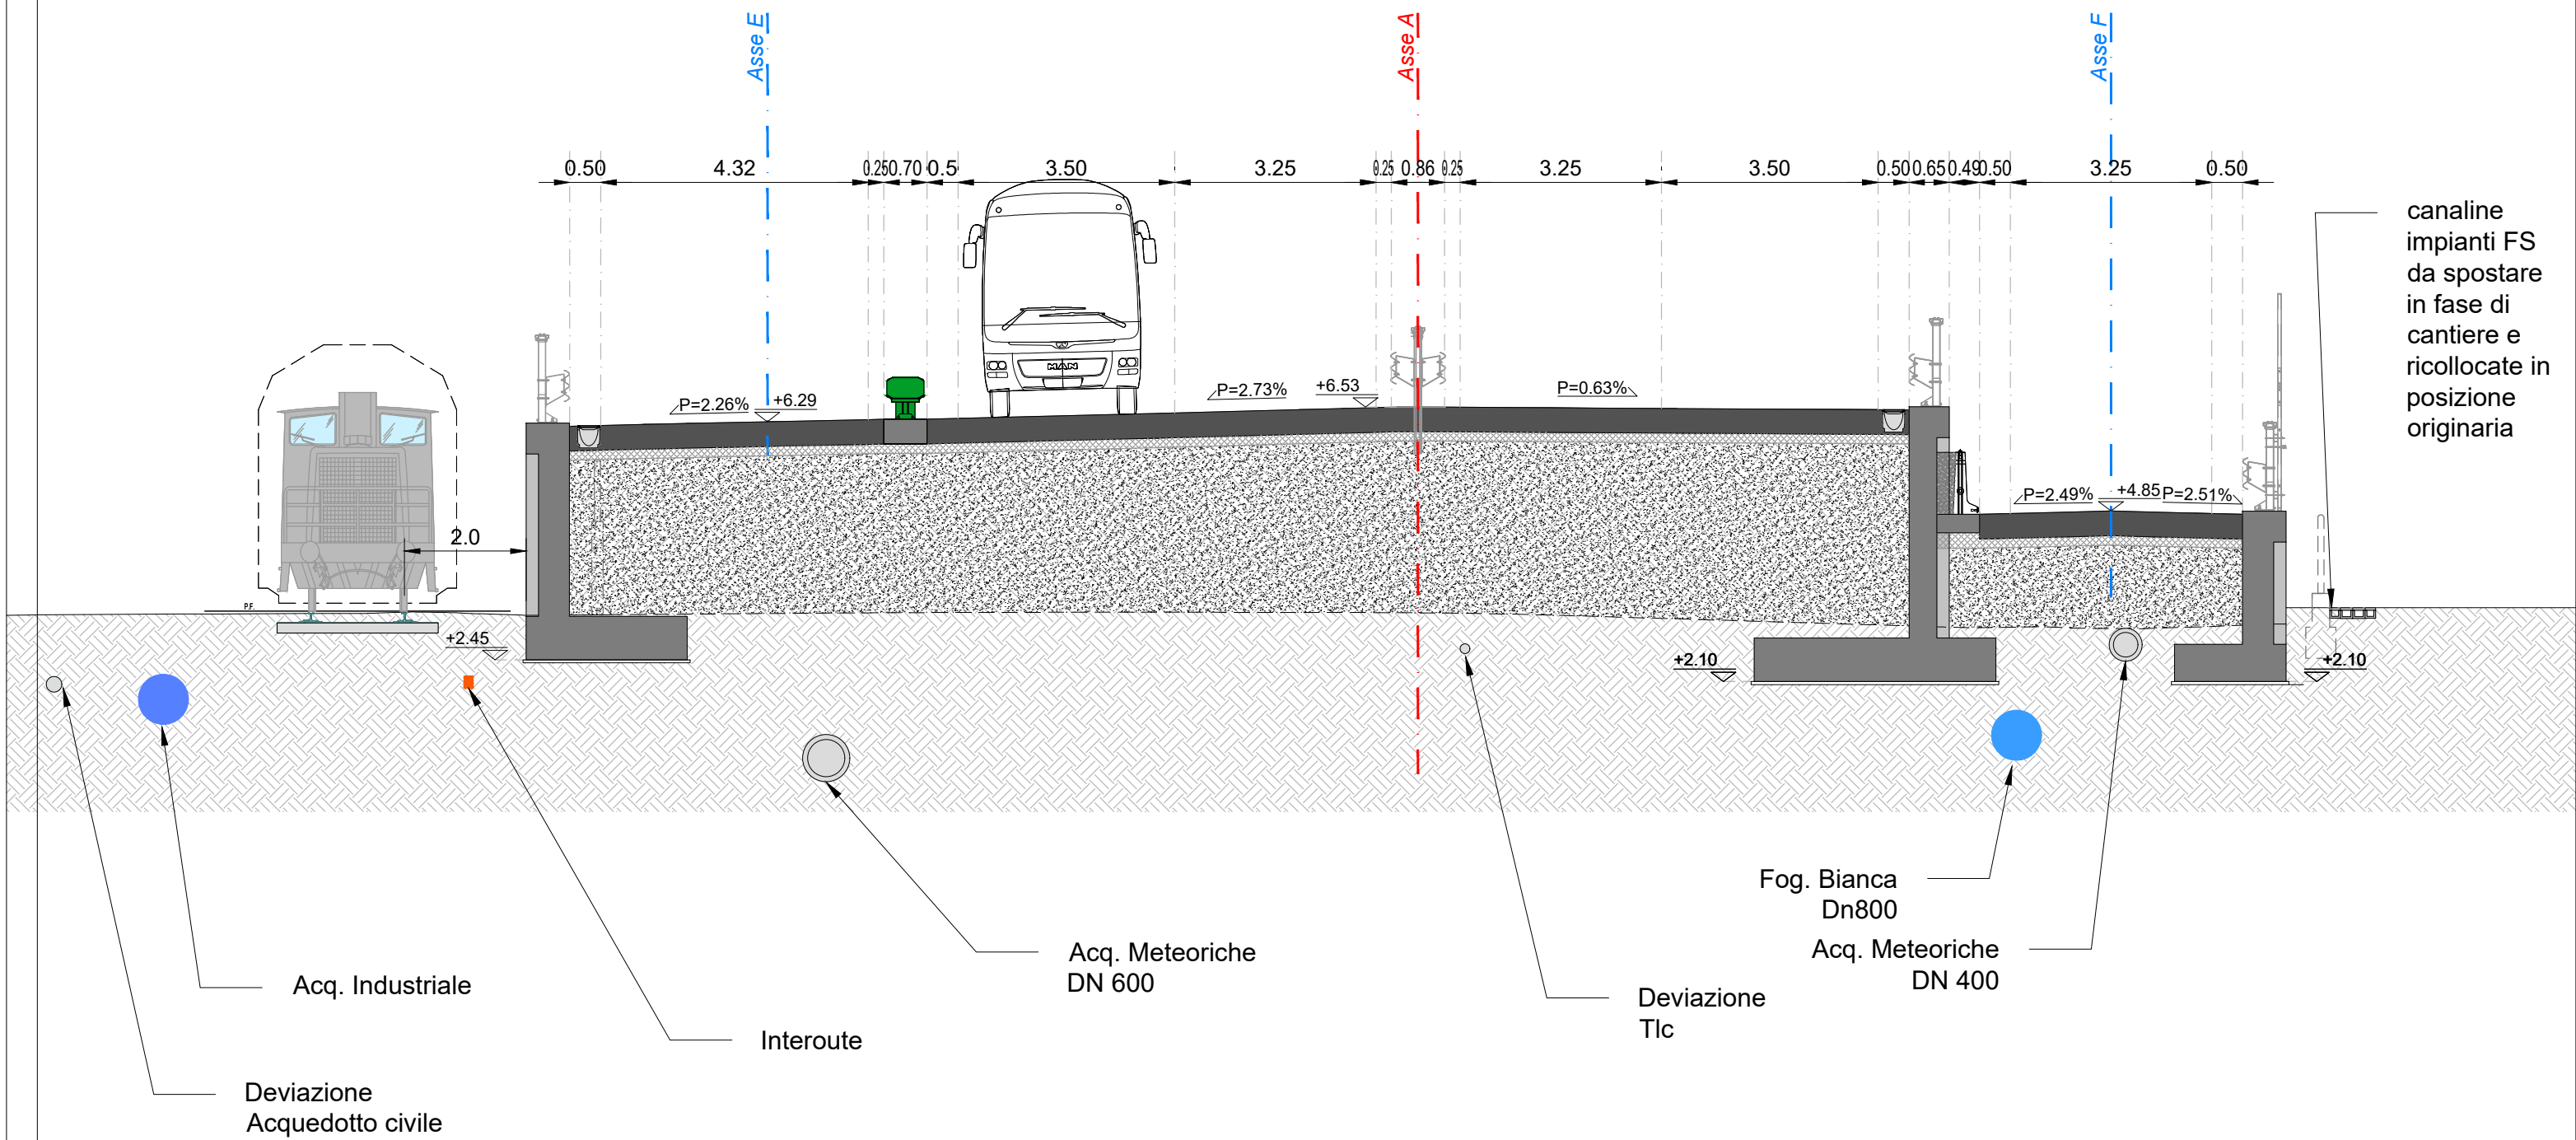 Asse E
Asse A
Asse F
0.50 4.32 0.25 0.70 0.5 3.50 3.25 0.25 0.86 0.25 3.25 3.50 0.50 0.65 0.49 0.50 3.25 0.50
canaline
impianti FS
da spostare
in fase di
cantiere e
ricollocate in
posizione
originaria
MAN
P=2.26% +6.29
P=2.73% +6.53
P=0.63%
P=2.49% +4.85 P=2.51%
2.0
P.F.
+2.45
+2.10
+2.10
Fog. Bianca
Dn800
Acq. Meteoriche
DN 600
Acq. Meteoriche
DN 400
Acq. Industriale
Deviazione
Tlc
Interoute
Deviazione
Acquedotto civile